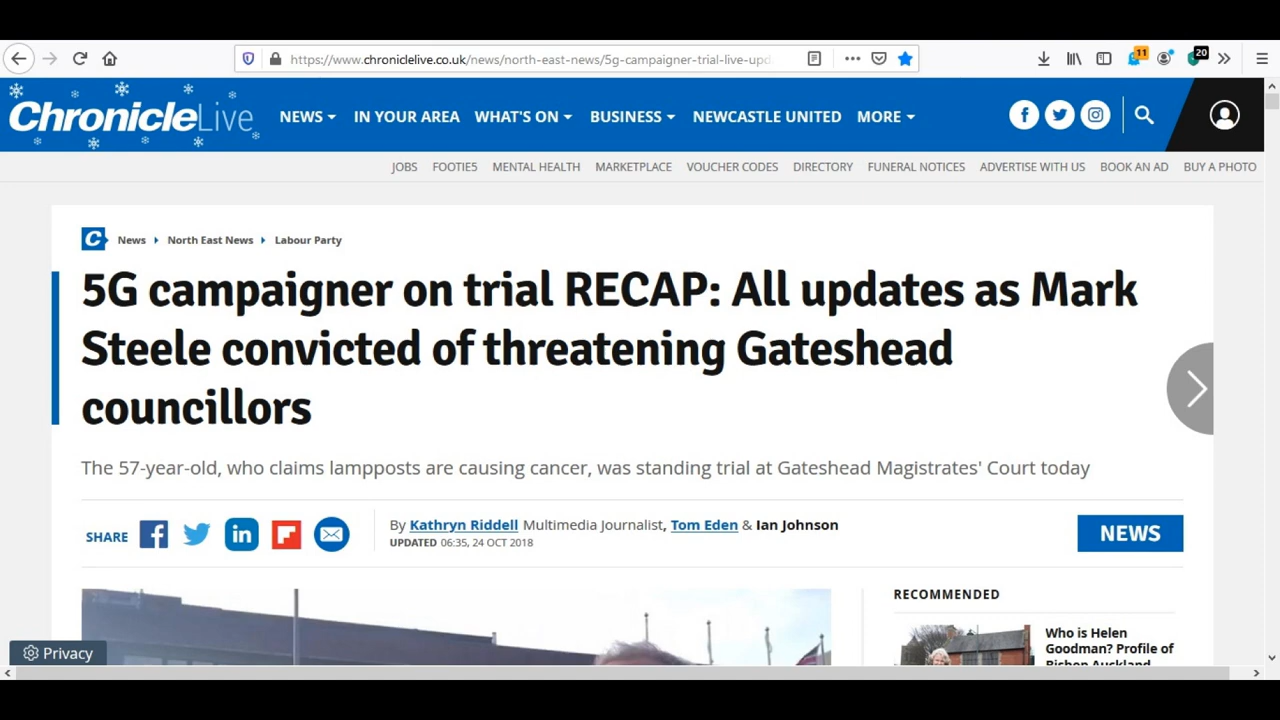 https://www.chroniclelive.co.uk/news/north-east-news/5g-campaigner-trial-live-upd
11
20
ChronicleLive
NEWS
IN YOUR AREA
WHAT'S ON
BUSINESS
NEWCASTLE UNITED
MORE
JOBS
FOOTIE5
MENTAL HEALTH
MARKETPLACE
VOUCHER CODES
DIRECTORY
FUNERAL NOTICES
ADVERTISE WITH US
BOOK AN AD
BUY A PHOTO
C
News
North East News
Labour Party
5G campaigner on trial RECAP: All updates as Mark
Steele convicted of threatening Gateshead
councillors
The 57-year-old, who claims lampposts are causing cancer, was standing trial at Gateshead Magistrates' Court today
SHARE
By Kathryn Riddell Multimedia Journalist, Tom Eden & Ian Johnson
UPDATED 06:35, 24 OCT 2018
NEWS
RECOMMENDED
Who is Helen
Goodman? Profile of
Bishop Auckland
Privacy